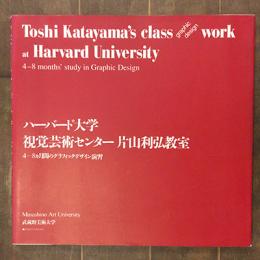 Toshi Katayama's class graphic design work
at Harvard University
4-8 months' study in Graphic Design
ハーバード大学
視覚芸術センター 片山利弘教室
4-8ヵ月間のグラフィックデザイン演習
Musashino Art University
武蔵野美術大学